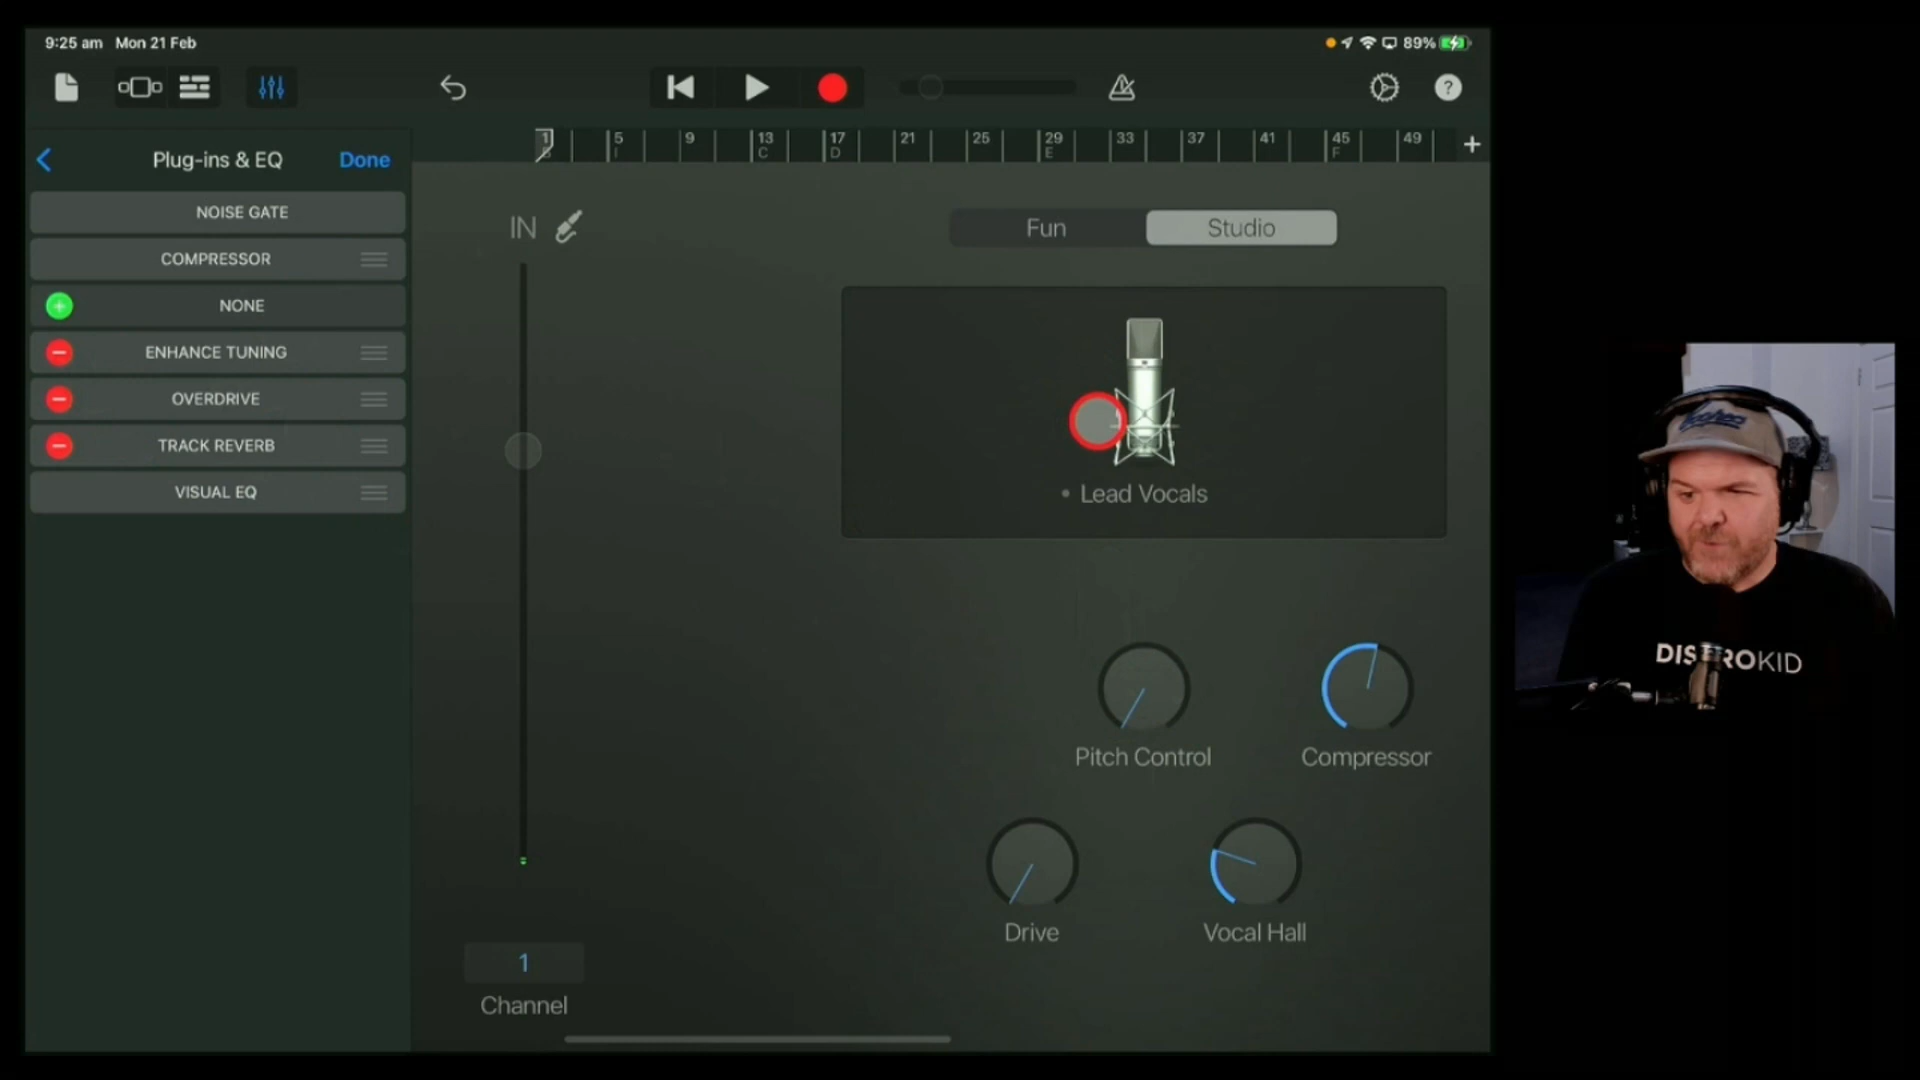 9:25 am Mon 21 Feb
89%
?
1 5 9 13 17 21 25 29 33 37 41 45 49
B I C D E F
+
Plug-ins & EQ Done
NOISE GATE
COMPRESSOR
NONE
ENHANCE TUNING
OVERDRIVE
TRACK REVERB
VISUAL EQ
IN
Fun Studio
• Lead Vocals
Pitch Control Compressor
Drive Vocal Hall
1
Channel
DISTROKID